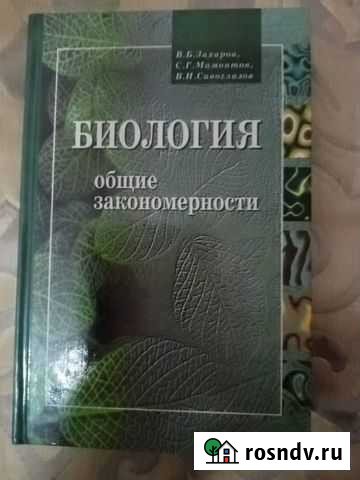 В.Б.Захаров,
С.Г.Мамонтов,
В.И.Сивоглазов
БИОЛОГИЯ
общие
закономерности
rosndv.ru